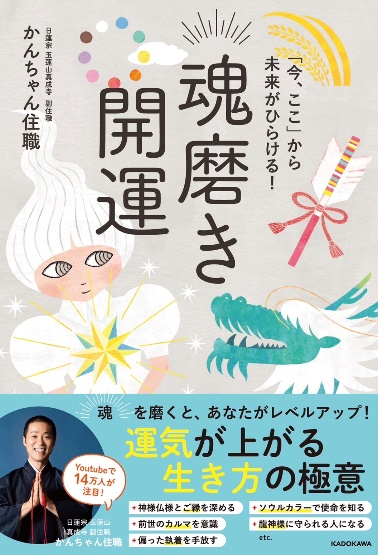 「今、ここ」から
未来がひらける!
魂磨き
開運
日蓮宗 玉蓮山真成寺 副住職
かんちゃん住職
魂を磨くと、あなたがレベルアップ!
運気が上がる
生き方の極意
Youtubeで
14万人が
注目!
日蓮宗 玉蓮山
真成寺 副住職
かんちゃん住職
・神様仏様とご縁を深める
・ソウルカラーで使命を知る
・前世のカルマを意識
・龍神様に守られる人になる
・偏った執着を手放す
etc.
KADOKAWA